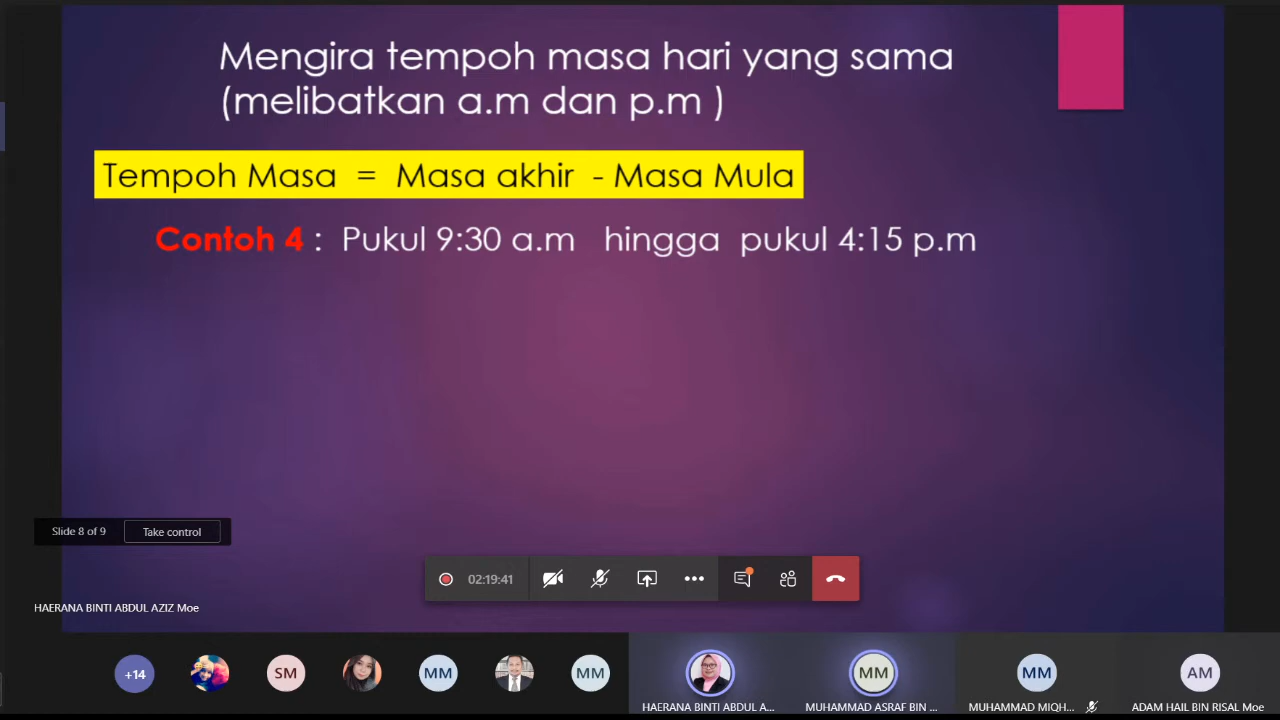 Mengira tempoh masa hari yang sama
(melibatkan a.m dan p.m )
Tempoh Masa = Masa akhir - Masa Mula
Contoh 4 : Pukul 9:30 a.m hingga pukul 4:15 p.m
Slide 8 of 9 Take control
02:19:41
HAERANA BINTI ABDUL AZIZ Moe
+14 SM MM MM MM MM AM
HAERANA BINTI ABDUL A... MUHAMMAD ASRAF BIN ... MUHAMMAD MIQH... ADAM HAIL BIN RISAL Moe